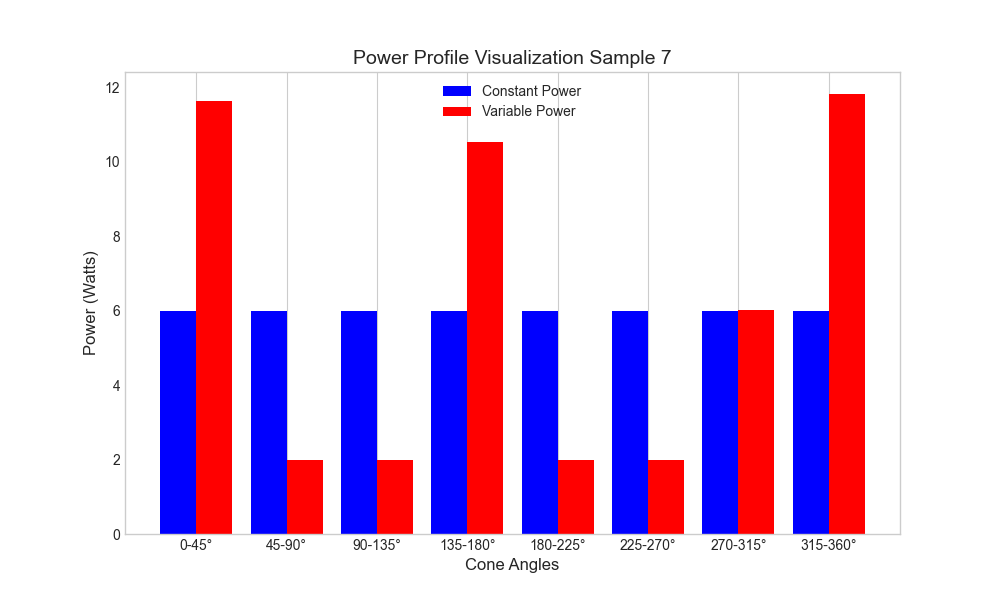 Power Profile Visualization Sample 7
Constant Power
Variable Power
12
10
8
6
4
2
0
Power (Watts)
0-45° 45-90° 90-135° 135-180° 180-225° 225-270° 270-315° 315-360°
Cone Angles